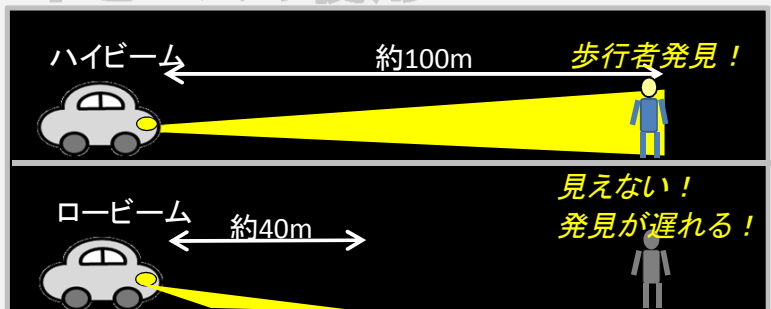 ハイビーム
約100m
歩行者発見！
ロービーム
約40m
見えない！
発見が遅れる！